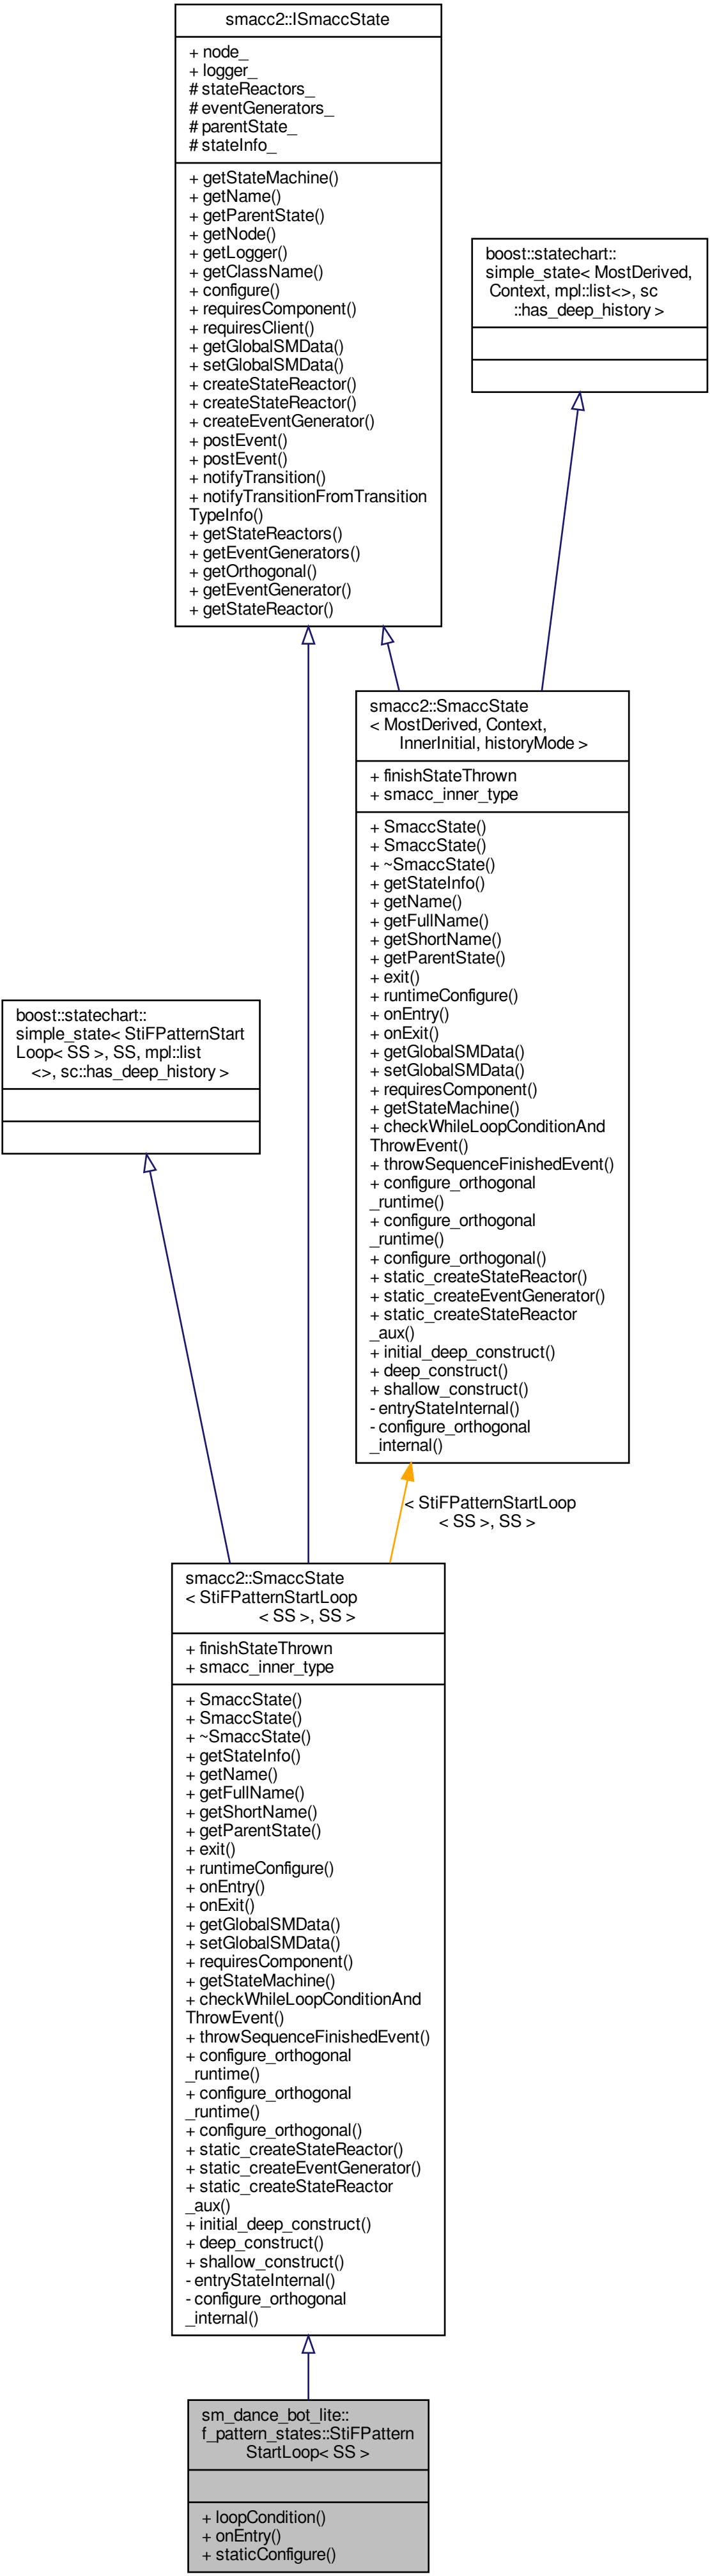 smacc2::ISmaccState
+ node_
+ logger_
# stateReactors_
# eventGenerators_
# parentState_
# stateInfo_
+ getStateMachine()
+ getName()
+ getParentState()
+ getNode()
+ getLogger()
+ getClassName()
+ configure()
+ requiresComponent()
+ requiresClient()
+ getGlobalSMData()
+ setGlobalSMData()
+ createStateReactor()
+ createStateReactor()
+ createEventGenerator()
+ postEvent()
+ postEvent()
+ notifyTransition()
+ notifyTransitionFromTransition
TypeInfo()
+ getStateReactors()
+ getEventGenerators()
+ getOrthogonal()
+ getEventGenerator()
+ getStateReactor()
boost::statechart::
simple_state< MostDerived,
Context, mpl::list<>, sc
::has_deep_history >
smacc2::SmaccState
< MostDerived, Context,
InnerInitial, historyMode >
+ finishStateThrown
+ smacc_inner_type
+ SmaccState()
+ SmaccState()
+ ~SmaccState()
+ getStateInfo()
+ getName()
+ getFullName()
+ getShortName()
+ getParentState()
+ exit()
+ runtimeConfigure()
+ onEntry()
+ onExit()
+ getGlobalSMData()
+ setGlobalSMData()
+ requiresComponent()
+ getStateMachine()
+ checkWhileLoopConditionAnd
ThrowEvent()
+ throwSequenceFinishedEvent()
+ configure_orthogonal
_runtime()
+ configure_orthogonal
_runtime()
+ configure_orthogonal()
+ static_createStateReactor()
+ static_createEventGenerator()
+ static_createStateReactor
_aux()
+ initial_deep_construct()
+ deep_construct()
+ shallow_construct()
- entryStateInternal()
- configure_orthogonal
_internal()
boost::statechart::
simple_state< StiFPatternStart
Loop< SS >, SS, mpl::list
<>, sc::has_deep_history >
< StiFPatternStartLoop
< SS >, SS >
smacc2::SmaccState
< StiFPatternStartLoop
< SS >, SS >
+ finishStateThrown
+ smacc_inner_type
+ SmaccState()
+ SmaccState()
+ ~SmaccState()
+ getStateInfo()
+ getName()
+ getFullName()
+ getShortName()
+ getParentState()
+ exit()
+ runtimeConfigure()
+ onEntry()
+ onExit()
+ getGlobalSMData()
+ setGlobalSMData()
+ requiresComponent()
+ getStateMachine()
+ checkWhileLoopConditionAnd
ThrowEvent()
+ throwSequenceFinishedEvent()
+ configure_orthogonal
_runtime()
+ configure_orthogonal
_runtime()
+ configure_orthogonal()
+ static_createStateReactor()
+ static_createEventGenerator()
+ static_createStateReactor
_aux()
+ initial_deep_construct()
+ deep_construct()
+ shallow_construct()
- entryStateInternal()
- configure_orthogonal
_internal()
sm_dance_bot_lite::
f_pattern_states::StiFPattern
StartLoop< SS >
+ loopCondition()
+ onEntry()
+ staticConfigure()